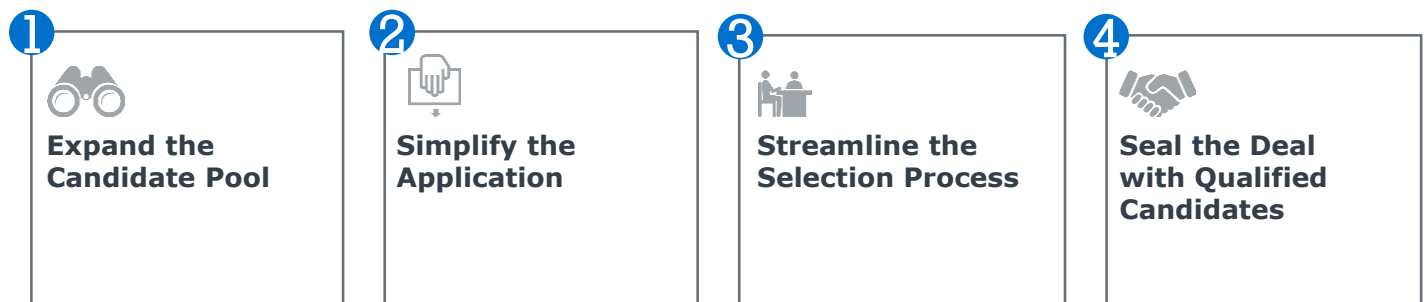 1
Expand the
Candidate Pool
2
Simplify the
Application
3
Streamline the
Selection Process
4
Seal the Deal
with Qualified
Candidates